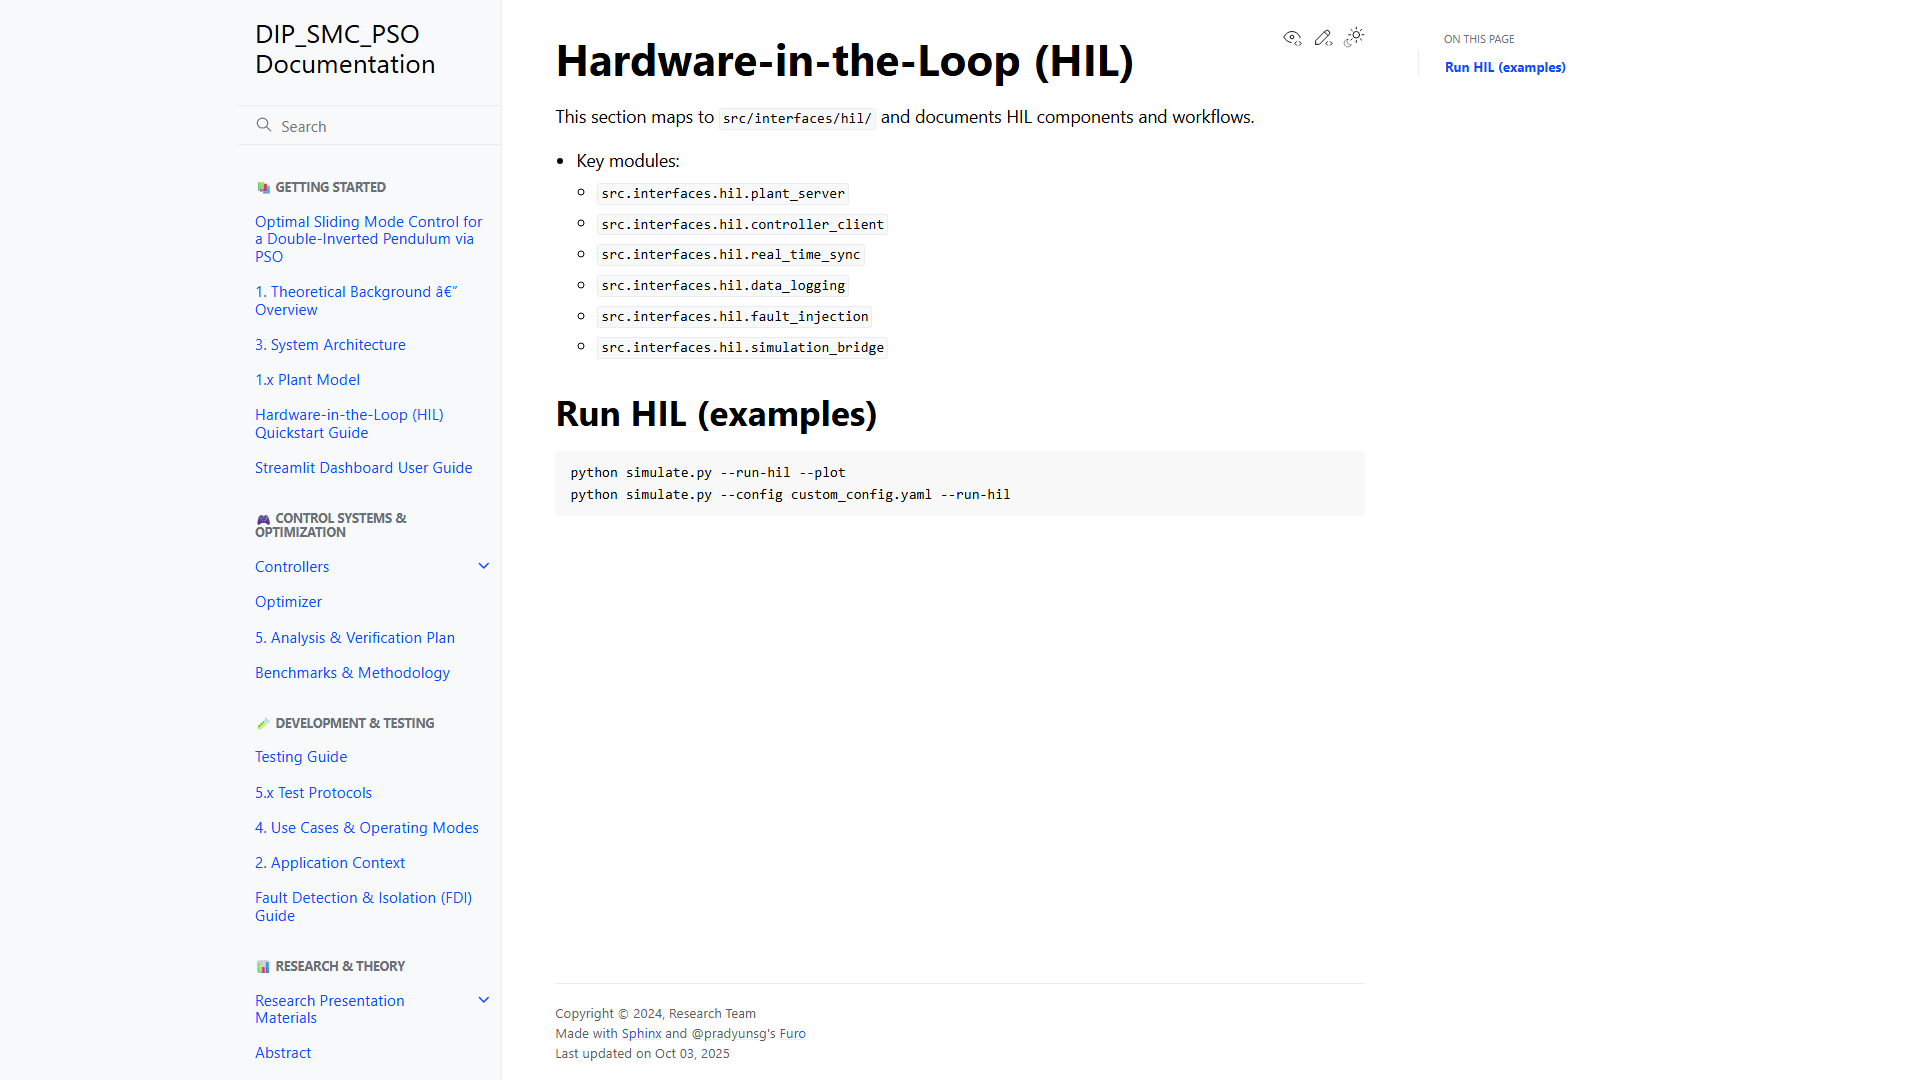 DIP_SMC_PSO
Documentation
Search
GETTING STARTED
Optimal Sliding Mode Control for
a Double-Inverted Pendulum via
PSO
1. Theoretical Background â€”
Overview
3. System Architecture
1.x Plant Model
Hardware-in-the-Loop (HIL)
Quickstart Guide
Streamlit Dashboard User Guide
CONTROL SYSTEMS &
OPTIMIZATION
Controllers
Optimizer
5. Analysis & Verification Plan
Benchmarks & Methodology
DEVELOPMENT & TESTING
Testing Guide
5.x Test Protocols
4. Use Cases & Operating Modes
2. Application Context
Fault Detection & Isolation (FDI)
Guide
RESEARCH & THEORY
Research Presentation
Materials
Abstract
Hardware-in-the-Loop (HIL)
This section maps to src/interfaces/hil/ and documents HIL components and workflows.
Key modules:
src.interfaces.hil.plant_server
src.interfaces.hil.controller_client
src.interfaces.hil.real_time_sync
src.interfaces.hil.data_logging
src.interfaces.hil.fault_injection
src.interfaces.hil.simulation_bridge
Run HIL (examples)
python simulate.py --run-hil --plot
python simulate.py --config custom_config.yaml --run-hil
Copyright © 2024, Research Team
Made with Sphinx and @pradyunsg's Furo
Last updated on Oct 03, 2025
ON THIS PAGE
Run HIL (examples)